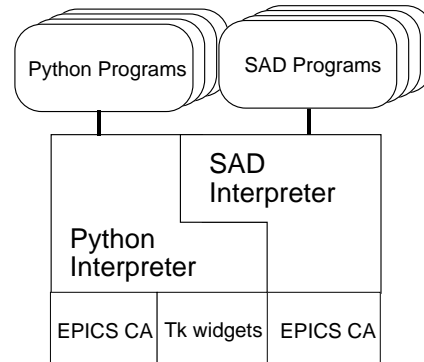 Python Programs
SAD Programs
SAD
Interpreter
Python
Interpreter
EPICS CA
Tk widgets
EPICS CA